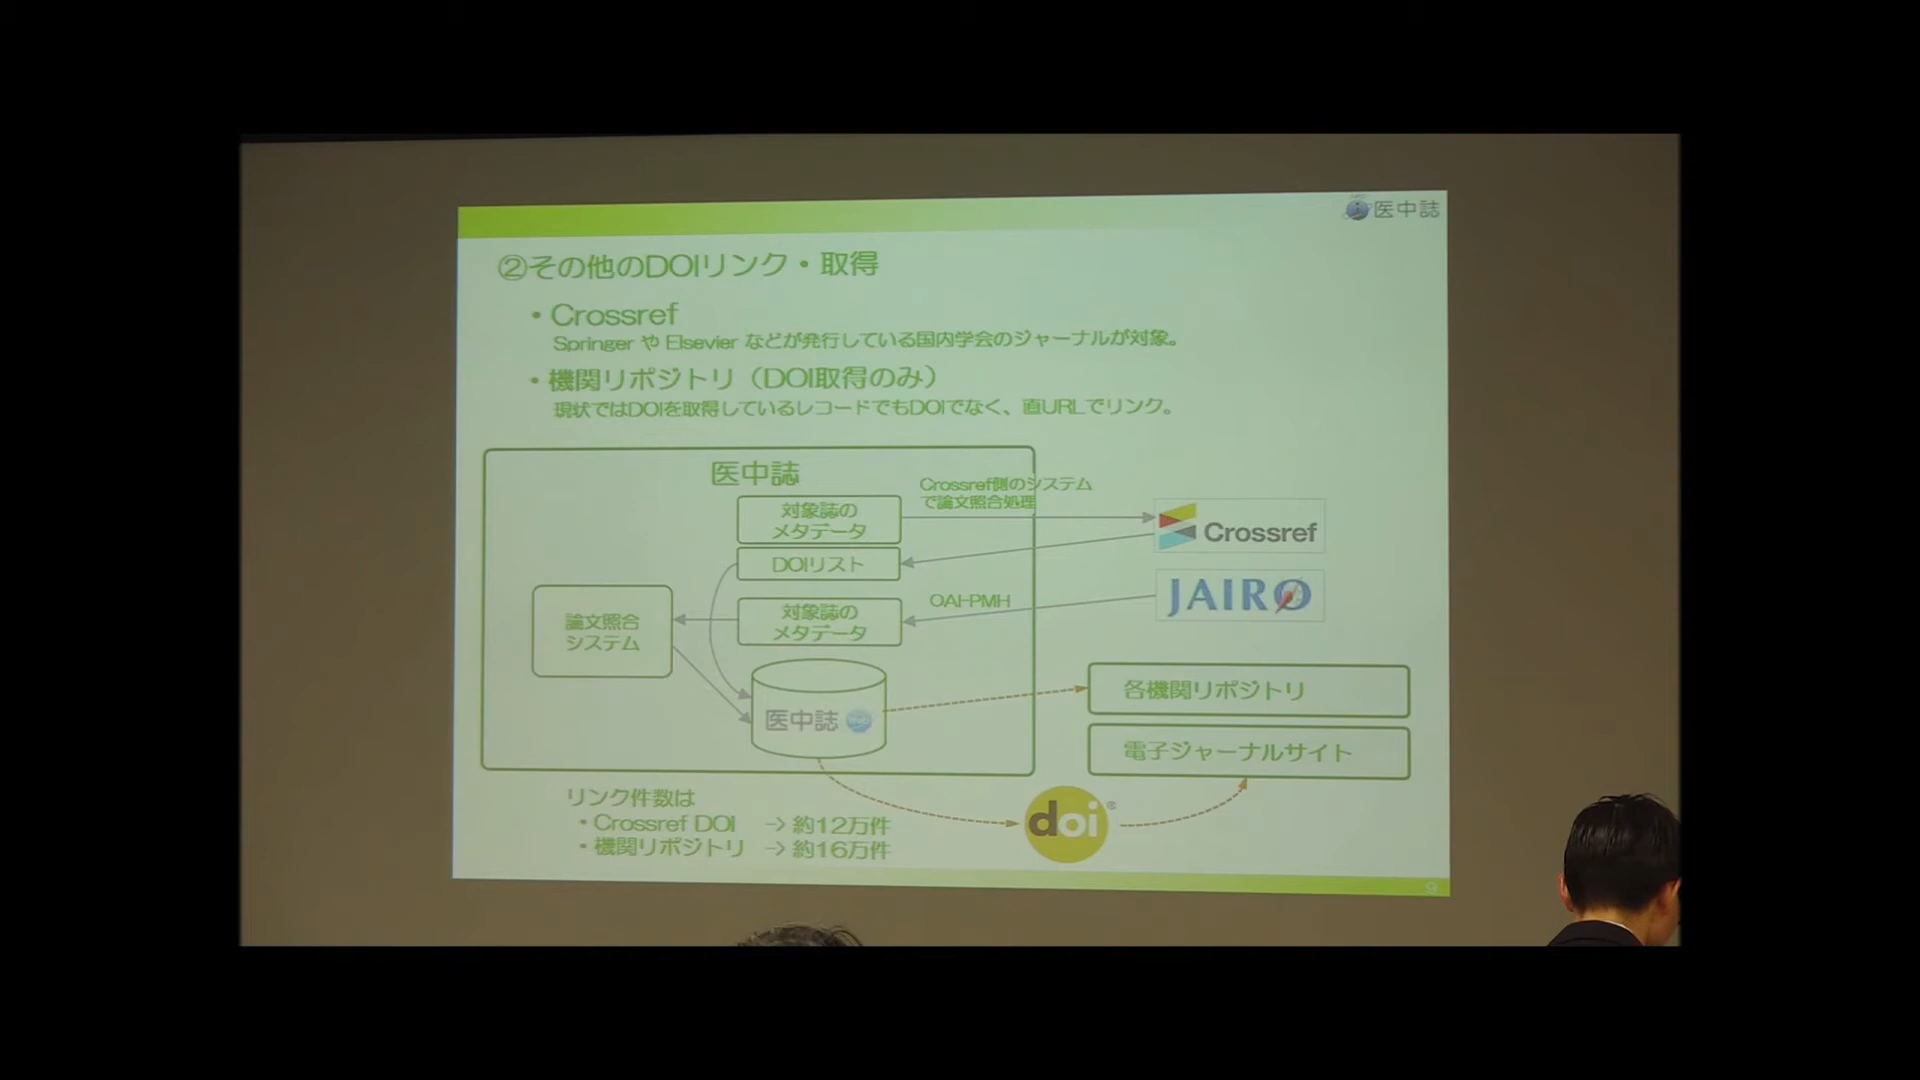 医中誌
②その他のDOIリンク・取得
・Crossref
Springer や Elsevier などが発行している国内学会のジャーナルが対象。
・機関リポジトリ（DOI取得のみ）
現状ではDOIを取得しているレコードでもDOIでなく、直URLでリンク。
医中誌
Crossref側のシステム
で論文照合処理
対象誌の
メタデータ
Crossref
DOIリスト
JAIRO
OAI-PMH
対象誌の
メタデータ
論文照合
システム
各機関リポジトリ
医中誌
電子ジャーナルサイト
リンク件数は
・Crossref DOI -> 約12万件
・機関リポジトリ -> 約16万件
doi®